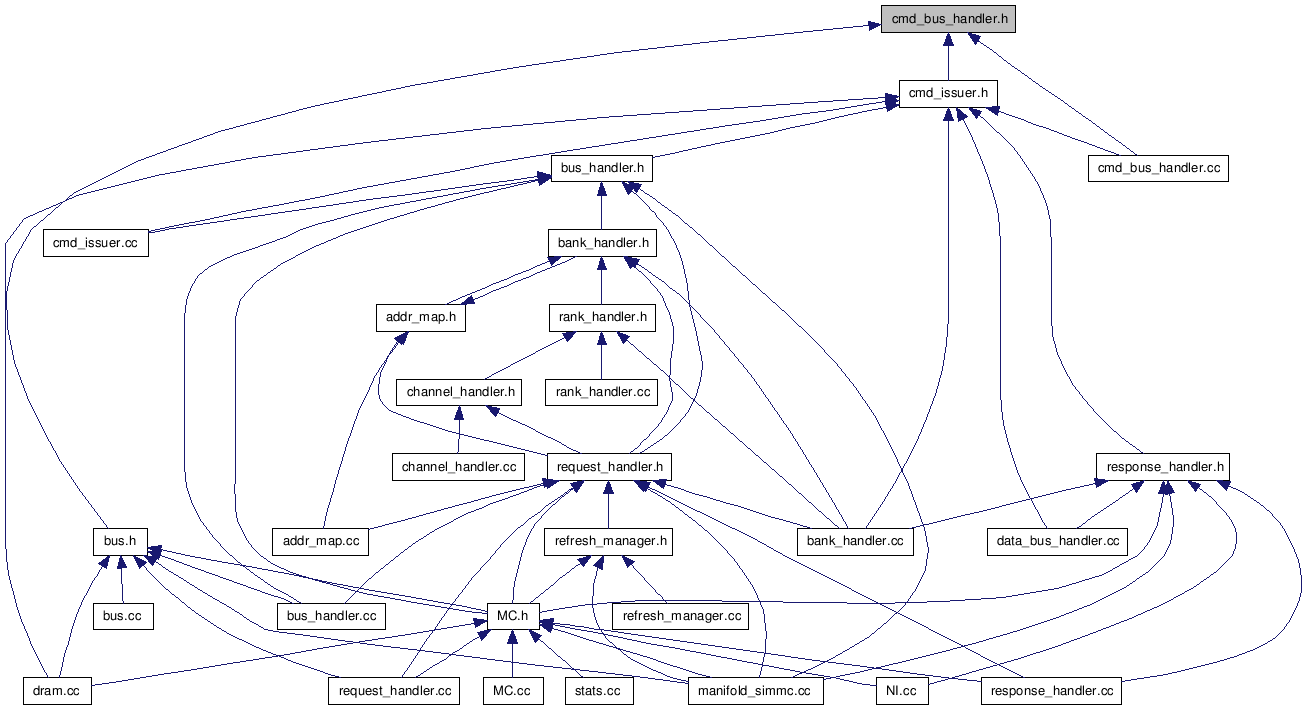 cmd_bus_handler.h
cmd_issuer.h
bus_handler.h
cmd_bus_handler.cc
cmd_issuer.cc
bank_handler.h
addr_map.h
rank_handler.h
channel_handler.h
rank_handler.cc
channel_handler.cc
request_handler.h
response_handler.h
bus.h
addr_map.cc
refresh_manager.h
bank_handler.cc
data_bus_handler.cc
bus.cc
bus_handler.cc
MC.h
refresh_manager.cc
dram.cc
request_handler.cc
MC.cc
stats.cc
manifold_simmc.cc
NI.cc
response_handler.cc